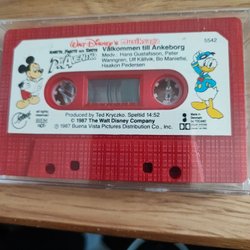 Walt Disney's
Välkommen till Ankeborg
5542
Medv.: Hans Gustafsson, Peter
Wanngren, Ulf Källvik, Bo Maniette,
Haakon Pedersen
Produced by Ted Kryczko. Speltid 14:52
© 1987 The Walt Disney Company
© 1987 Buena Vista Pictures Distribution Co., Inc.